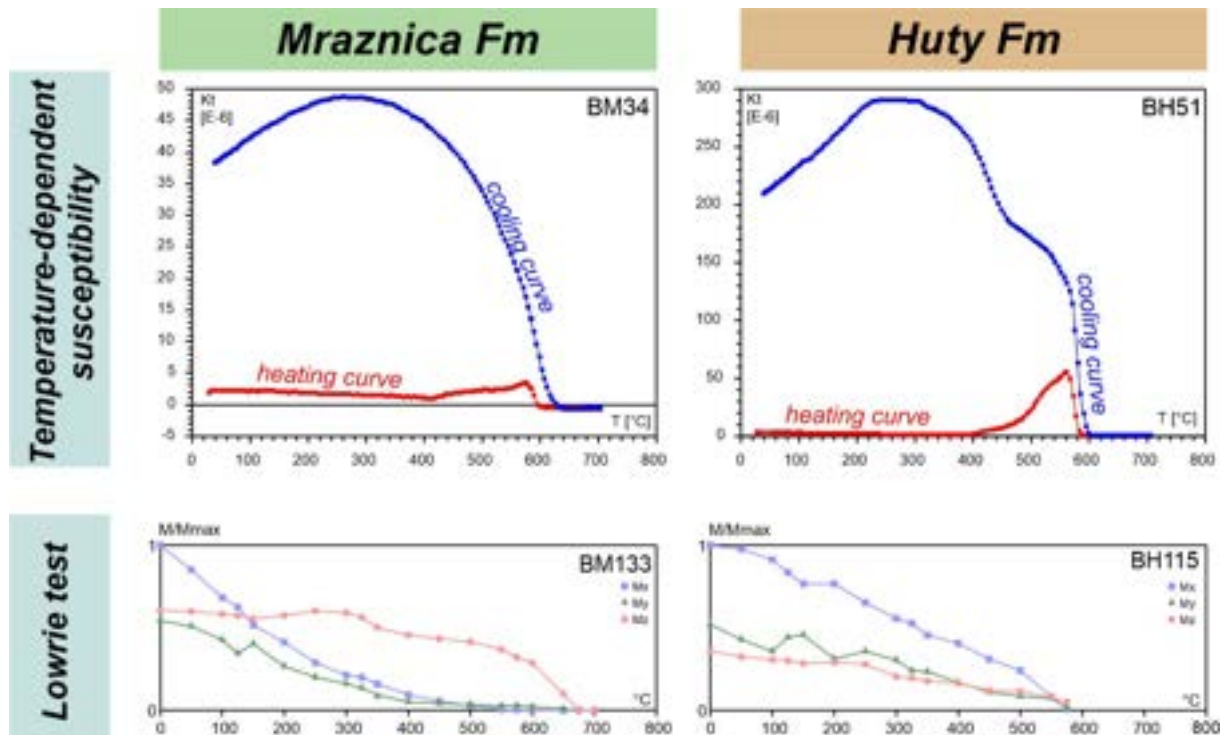 Mraznica Fm
Huty Fm
Temperature-dependent
susceptibility
Kt
[E-6]
BM34
50
45
40
35
30
25
20
15
10
5
0
-5
cooling curve
heating curve
T [°C]
0 100 200 300 400 500 600 700 800
Kt
[E-6]
BH51
300
250
200
150
100
50
0
cooling curve
heating curve
T [°C]
0 100 200 300 400 500 600 700 800
Lowrie test
M/Mmax
BM133
1
Mx
My
Mz
°C
0
0 100 200 300 400 500 600 700 800
M/Mmax
BH115
1
Mx
My
Mz
°C
0
0 100 200 300 400 500 600 700 800